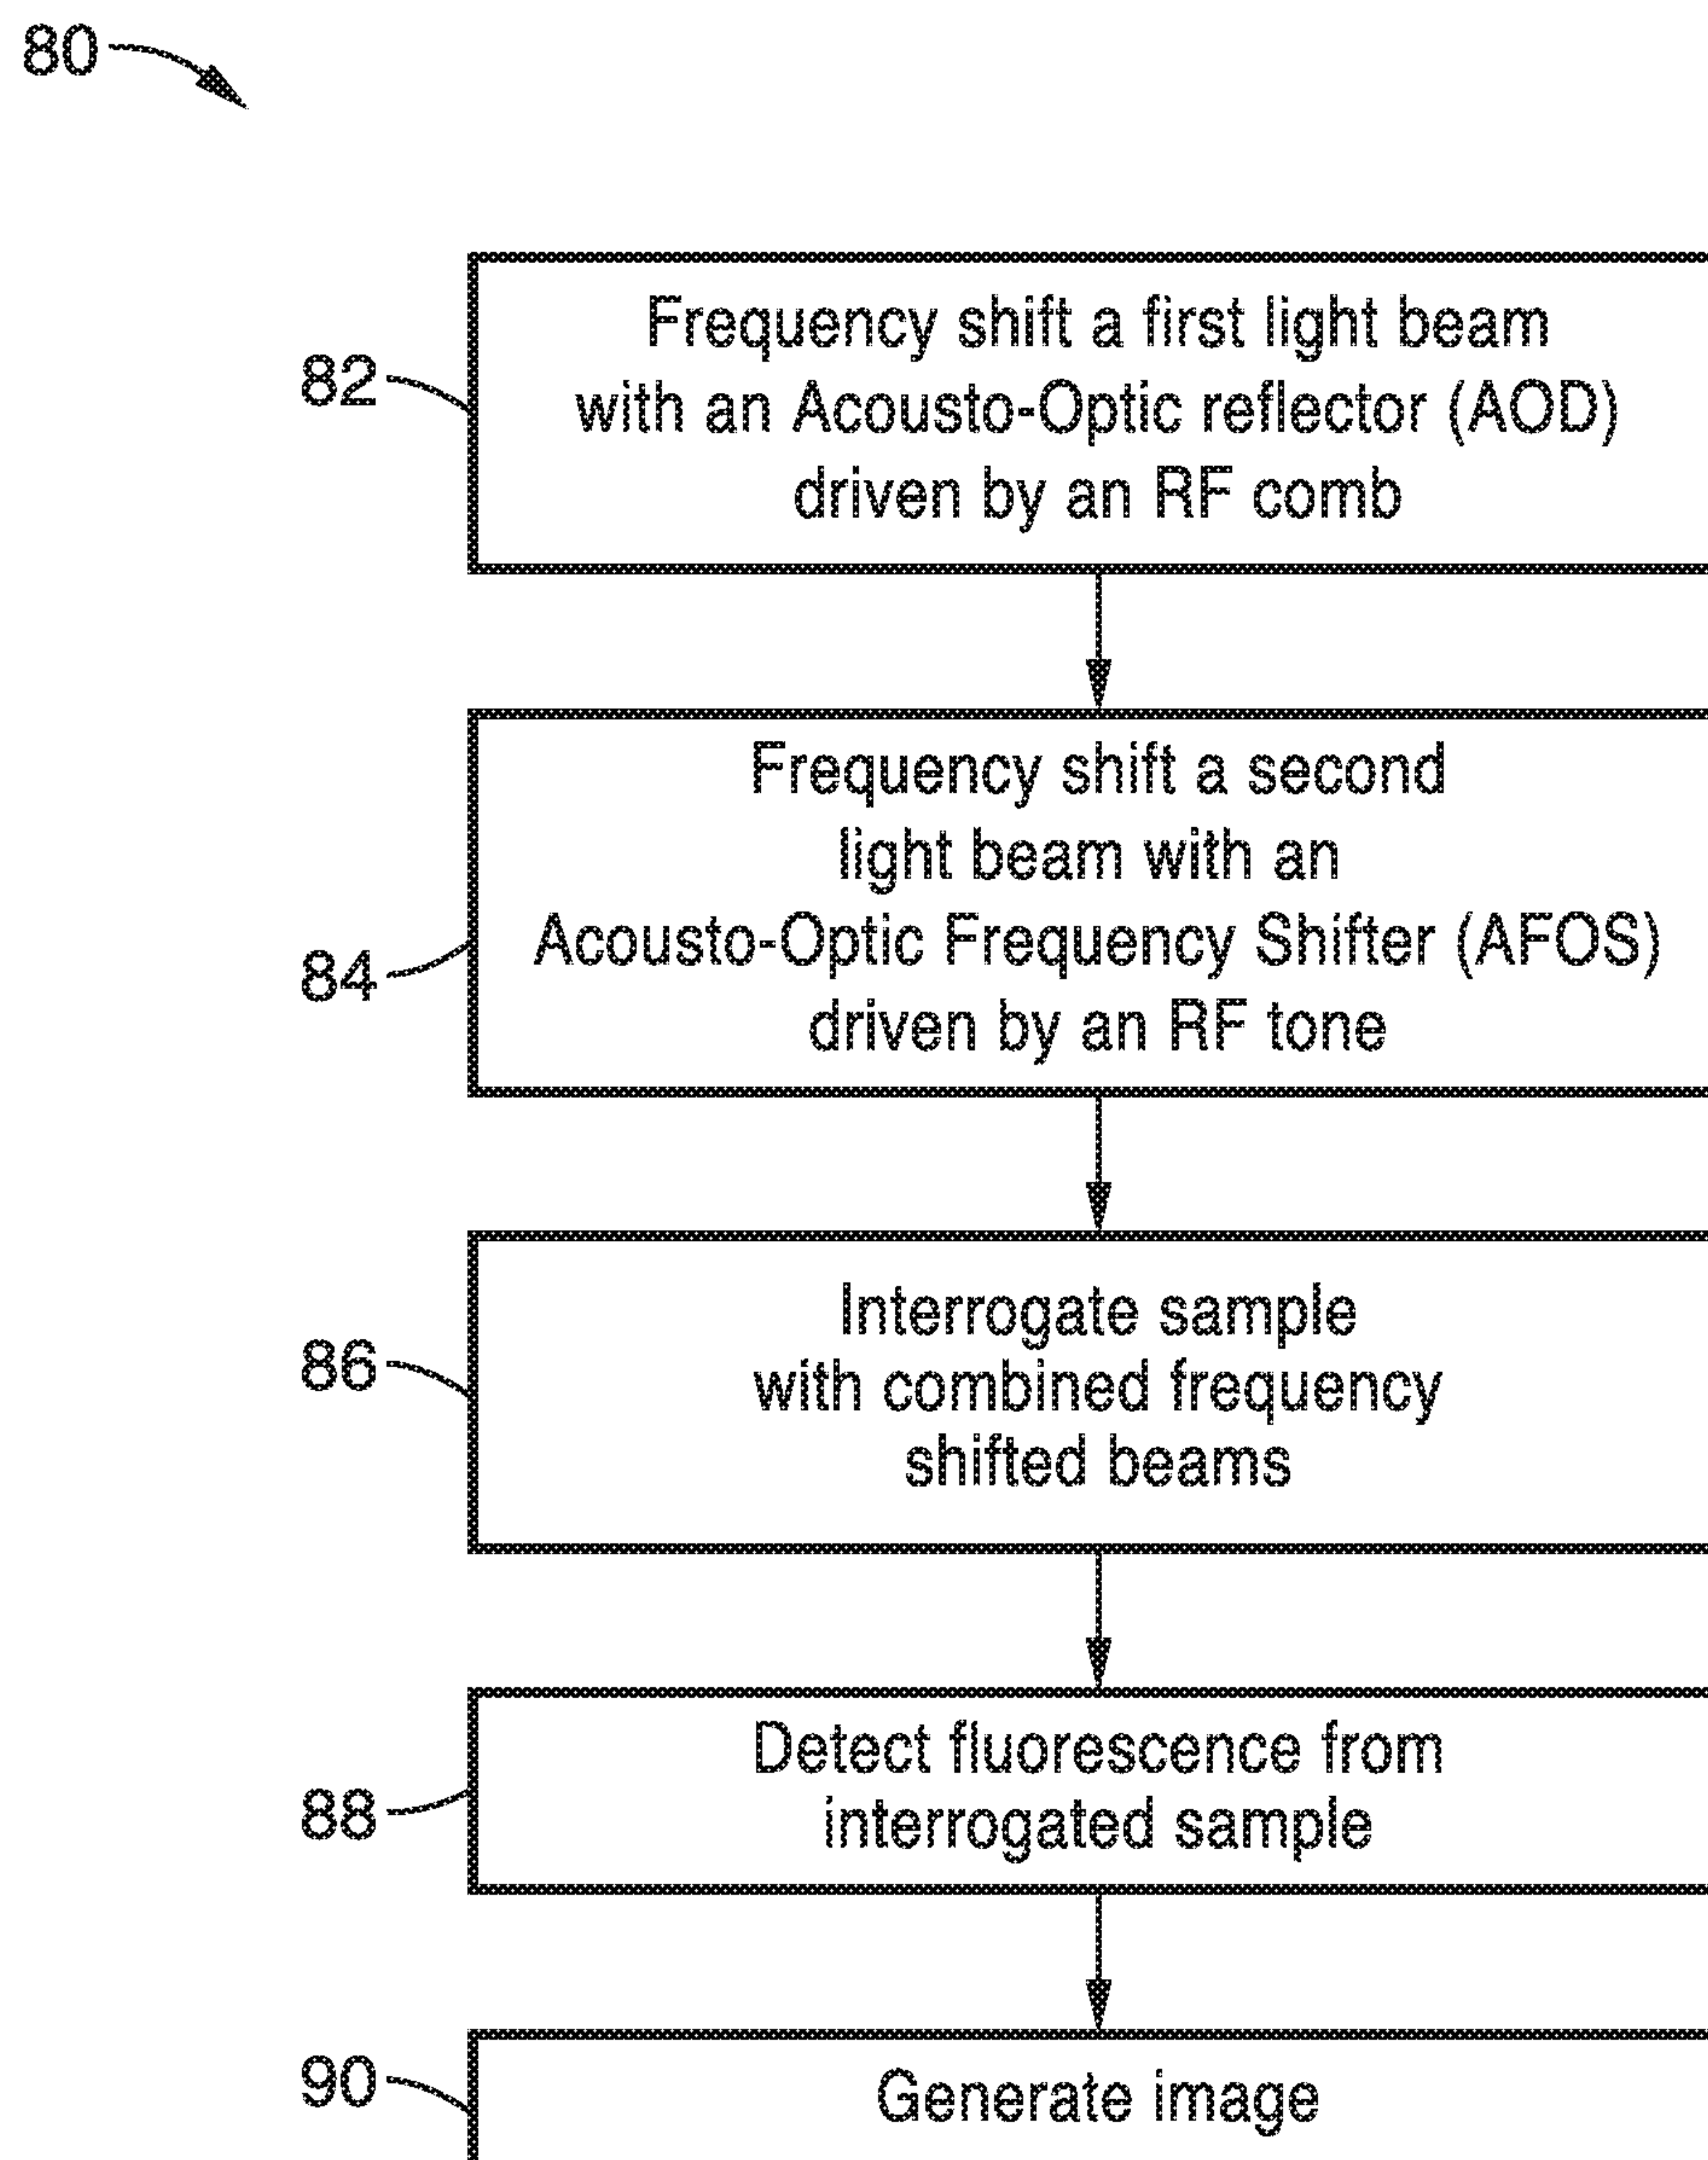 80
82
Frequency shift a first light beam
with an Acousto-Optic reflector (AOD)
driven by an RF comb
84
Frequency shift a second
light beam with an
Acousto-Optic Frequency Shifter (AFOS)
driven by an RF tone
86
Interrogate sample
with combined frequency
shifted beams
88
Detect fluorescence from
interrogated sample
90
Generate image